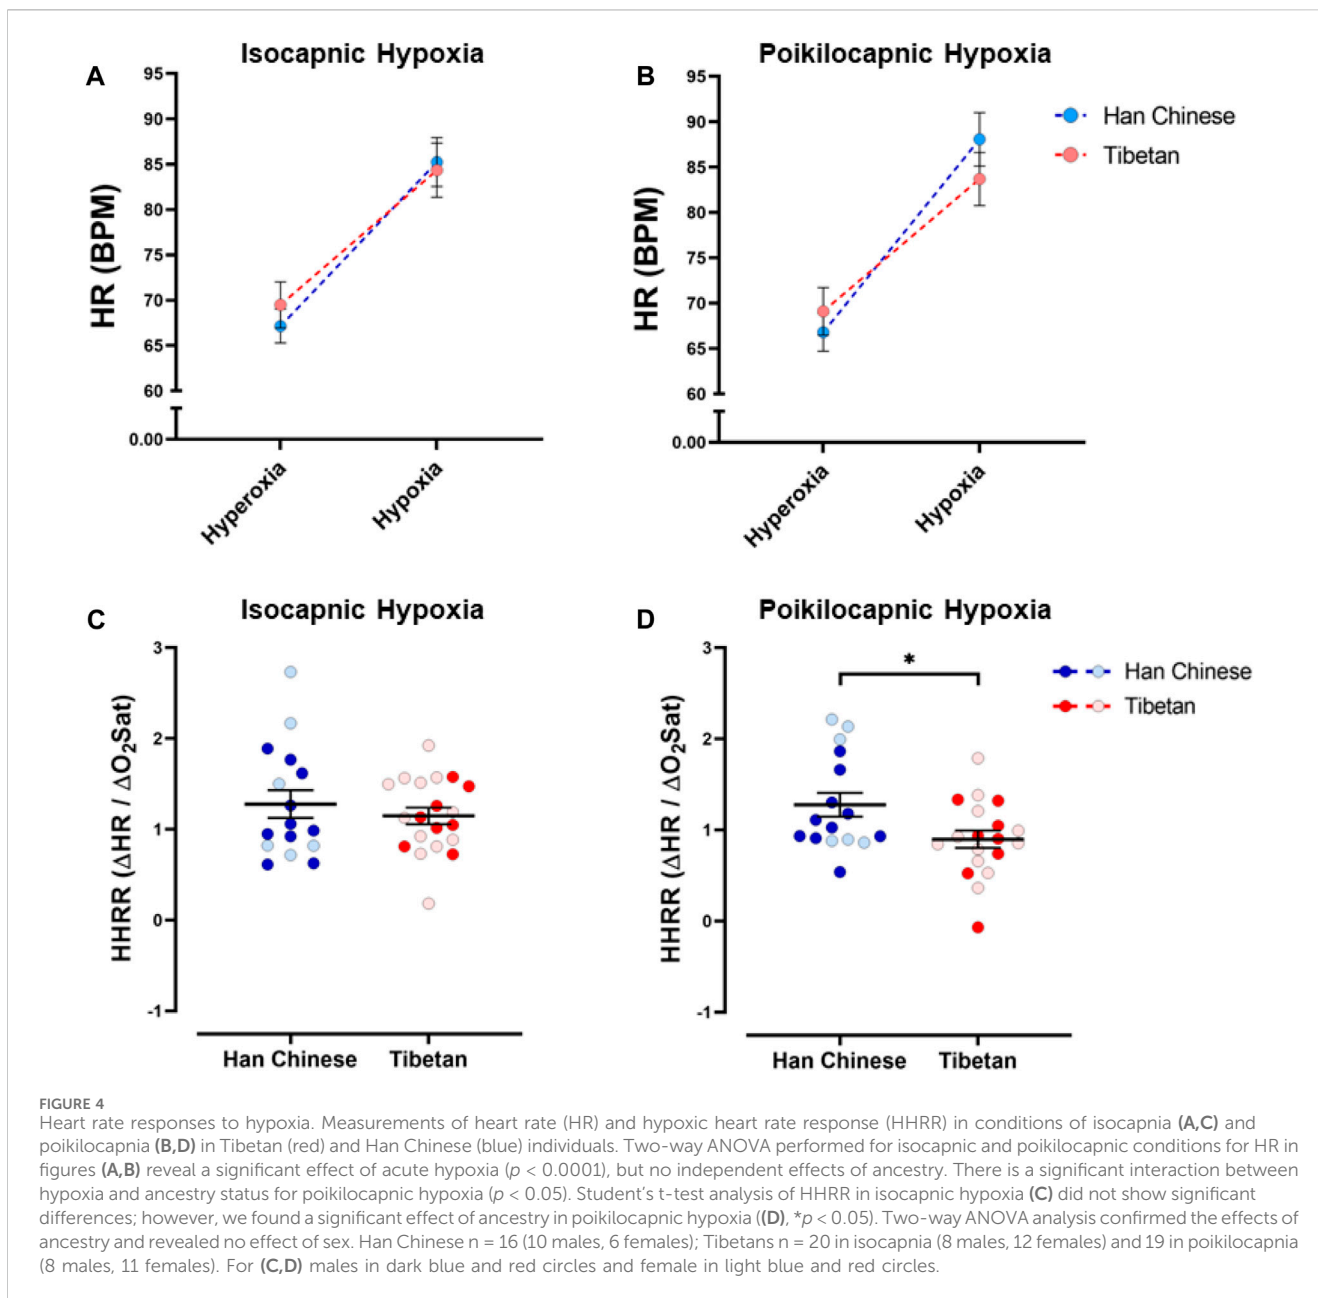 Isocapnic Hypoxia
A
95
90
85
80
75
70
65
60
0.00
HR (BPM)
Hyperoxia
Hypoxia
Poikilocapnic Hypoxia
B
95
90
85
80
75
70
65
60
0.00
HR (BPM)
Hyperoxia
Hypoxia
Han Chinese
Tibetan
Isocapnic Hypoxia
C
3
2
1
0
-1
HHRR (ΔHR / ΔO₂Sat)
Han Chinese
Tibetan
Poikilocapnic Hypoxia
D
3
2
1
0
-1
HHRR (ΔHR / ΔO₂Sat)
*
Han Chinese
Tibetan
Han Chinese
Tibetan
FIGURE 4
Heart rate responses to hypoxia. Measurements of heart rate (HR) and hypoxic heart rate response (HHRR) in conditions of isocapnia (A,C) and
poikilocapnia (B,D) in Tibetan (red) and Han Chinese (blue) individuals. Two-way ANOVA performed for isocapnic and poikilocapnic conditions for HR in
figures (A,B) reveal a significant effect of acute hypoxia (p < 0.0001), but no independent effects of ancestry. There is a significant interaction between
hypoxia and ancestry status for poikilocapnic hypoxia (p < 0.05). Student's t-test analysis of HHRR in isocapnic hypoxia (C) did not show significant
differences; however, we found a significant effect of ancestry in poikilocapnic hypoxia ((D), *p < 0.05). Two-way ANOVA analysis confirmed the effects of
ancestry and revealed no effect of sex. Han Chinese n = 16 (10 males, 6 females); Tibetans n = 20 in isocapnia (8 males, 12 females) and 19 in poikilocapnia
(8 males, 11 females). For (C,D) males in dark blue and red circles and female in light blue and red circles.